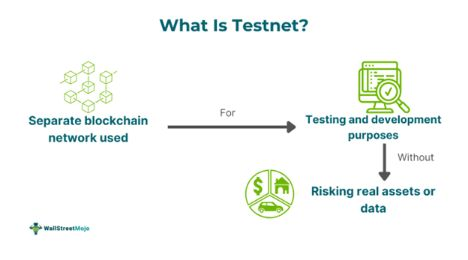 What Is Testnet?
Separate blockchain
network used
For
Testing and development
purposes
Without
$
Risking real assets or
data
WallStreetMojo